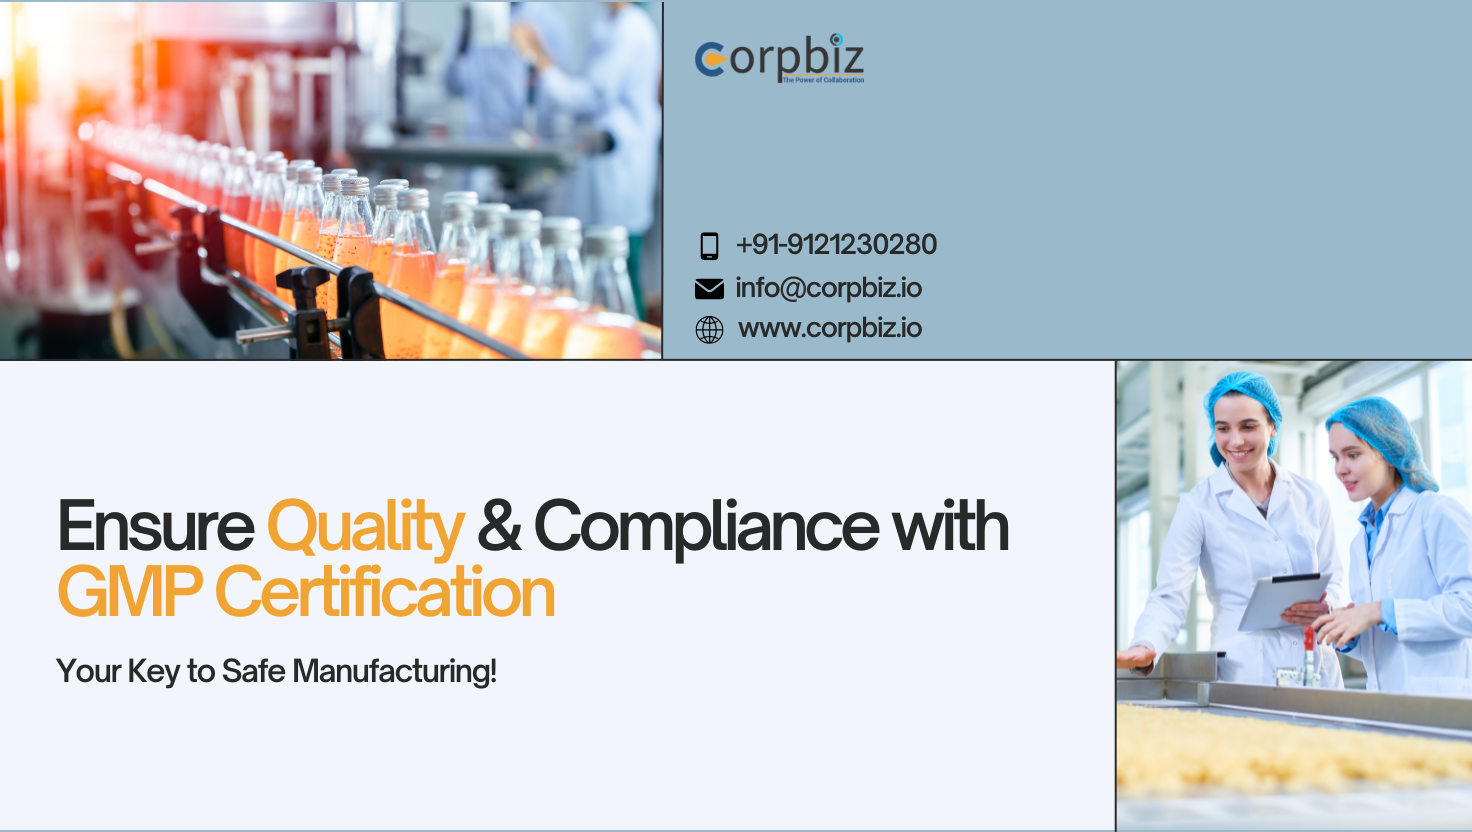 Corpbiz
The Power of Collaboration
+91-9121230280
info@corpbiz.io
www.corpbiz.io
Ensure Quality & Compliance with
GMP Certification
Your Key to Safe Manufacturing!